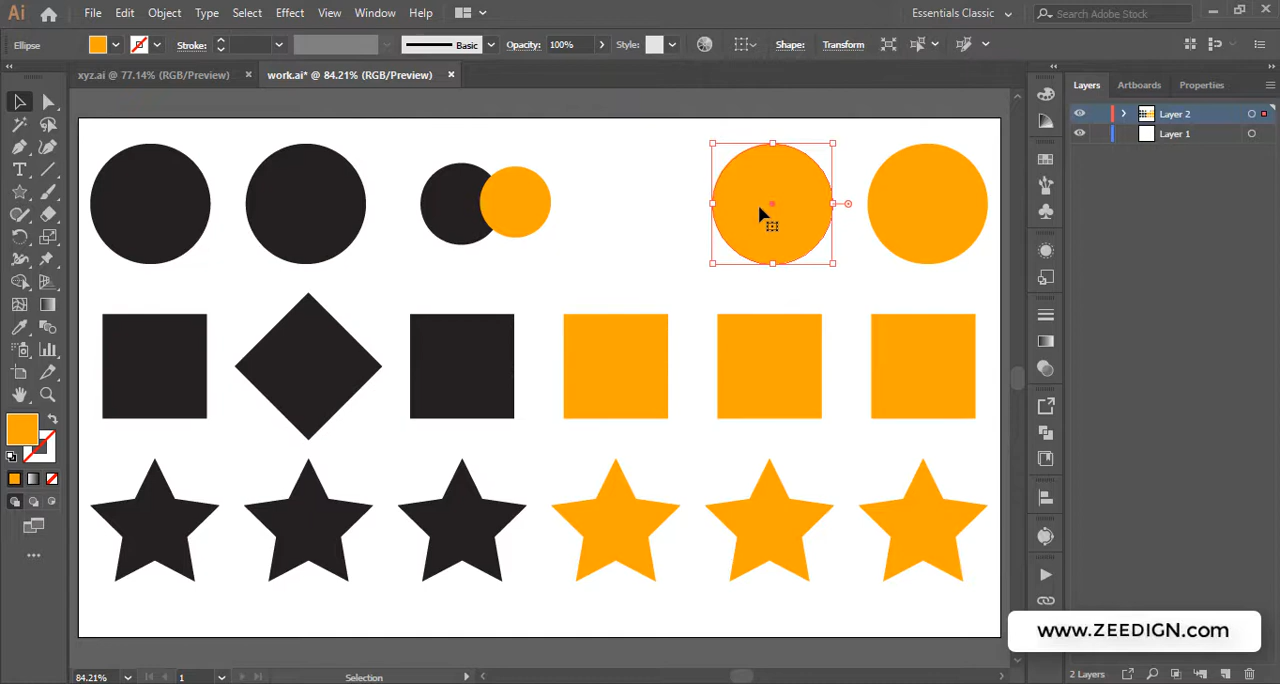 Ai File Edit Object Type Select Effect View Window Help Essentials Classic Search Adobe Stock
Ellipse Stroke: Basic Opacity: 100% Style: Shape: Transform
xyz.ai @ 77.14% (RGB/Preview) × work.ai* @ 84.21% (RGB/Preview) ×
Layers Artboards Properties
Layer 2
Layer 1
www.ZEEDIGN.com
84.21% 1 Selection 2 Layers